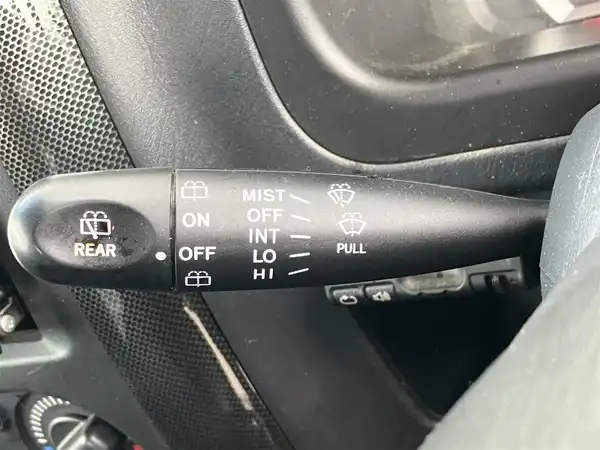 REAR
ON
OFF
MIST
OFF
INT
LO
HI
PULL